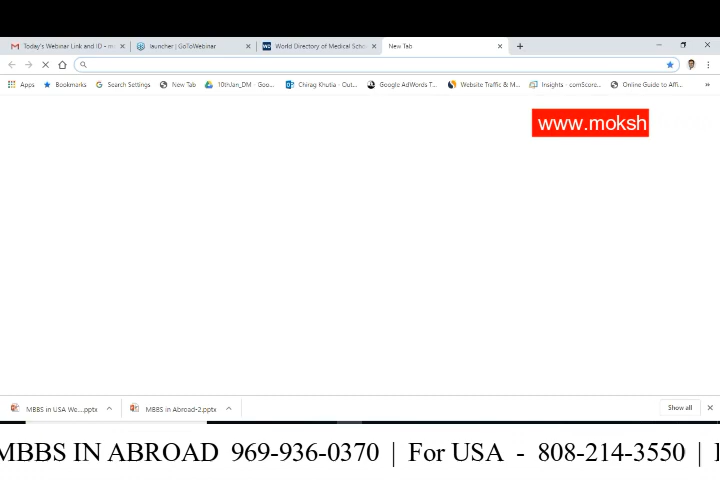 Today's Webinar Link and ID - m
launcher | GoToWebinar
World Directory of Medical Scho
New Tab
Apps
Bookmarks
Search Settings
New Tab
10thJan_DM - Goo...
Chirag Khutia - Out...
Google AdWords T...
Website Traffic & M...
Insights - comScore...
Online Guide to Affi...
www.moksh
MBBS in USA We....pptx
MBBS in Abroad-2.pptx
Show all
MBBS IN ABROAD 969-936-0370 | For USA - 808-214-3550 |